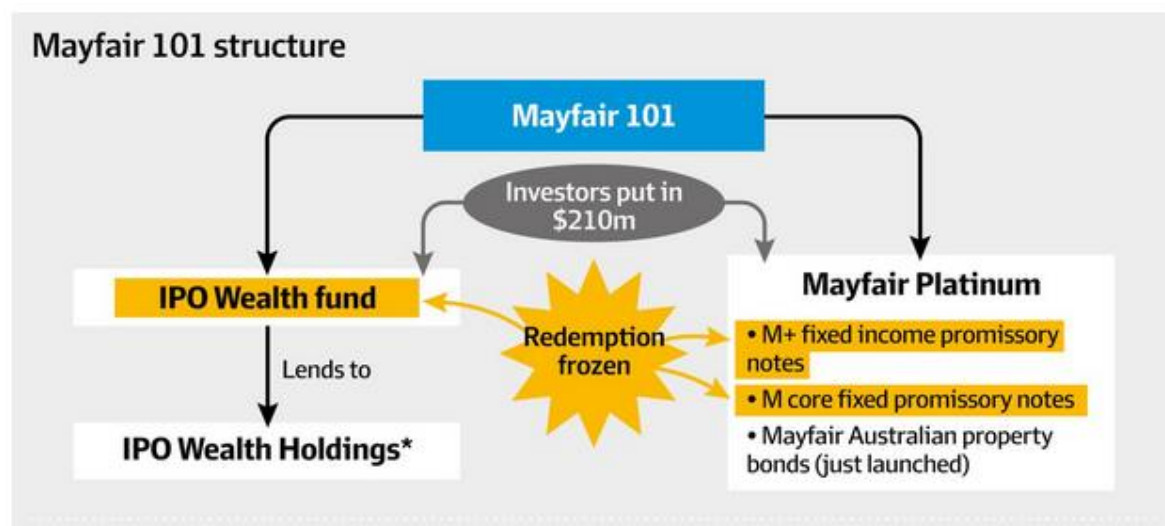 Mayfair 101 structure
Mayfair 101
Investors put in
$210m
IPO Wealth fund
Lends to
IPO Wealth Holdings*
Redemption
frozen
Mayfair Platinum
• M+ fixed income promissory
notes
• M core fixed promissory notes
• Mayfair Australian property
bonds (just launched)